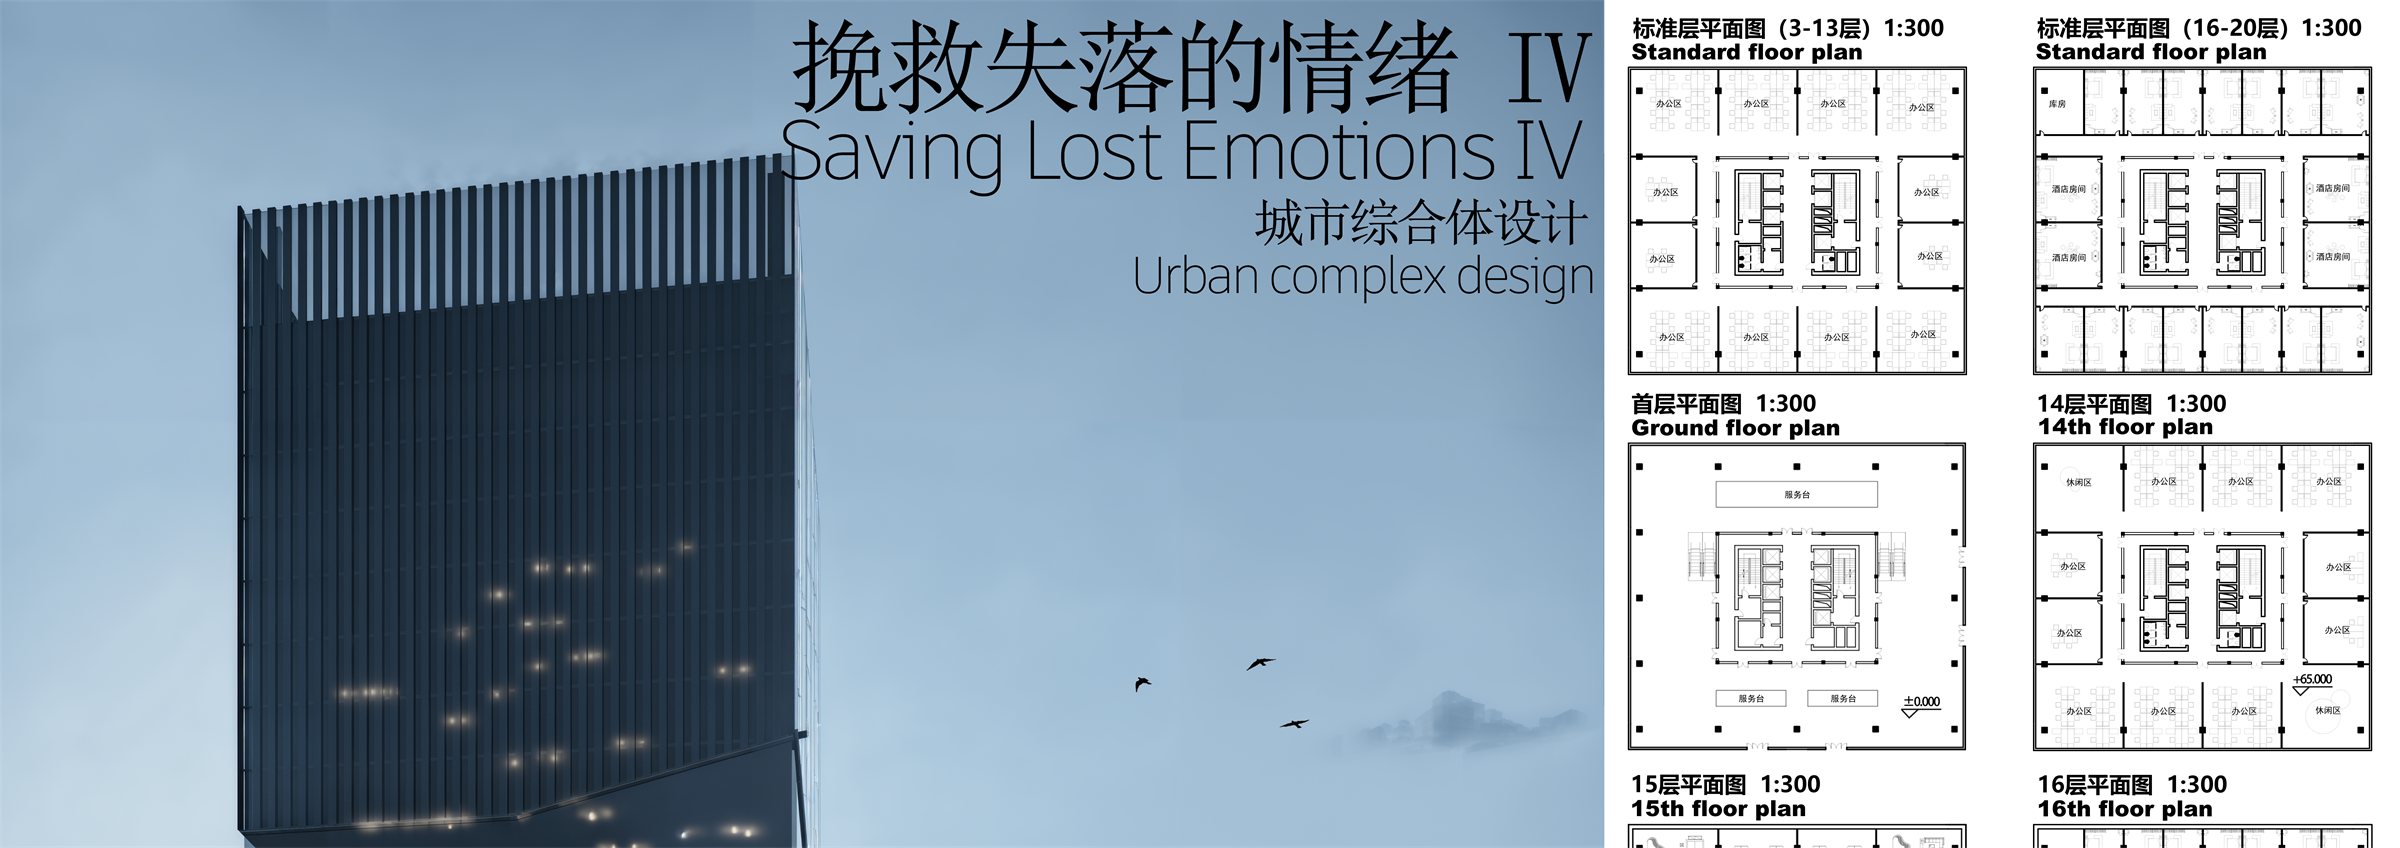 挽救失落的情绪 IV
Saving Lost Emotions IV
城市综合体设计
Urban complex design
标准层平面图（3-13层）1:300
Standard floor plan
办公区 办公区 办公区 办公区
办公区 办公区
办公区 办公区
办公区 办公区 办公区 办公区
标准层平面图（16-20层）1:300
Standard floor plan
库房
酒店房间 酒店房间
酒店房间 酒店房间
首层平面图 1:300
Ground floor plan
服务台
服务台 服务台
±0.000
14层平面图 1:300
14th floor plan
休闲区 办公区 办公区 办公区
办公区 办公区
办公区 办公区
+65.000
办公区 办公区 办公区 休闲区
15层平面图 1:300
15th floor plan
16层平面图 1:300
16th floor plan